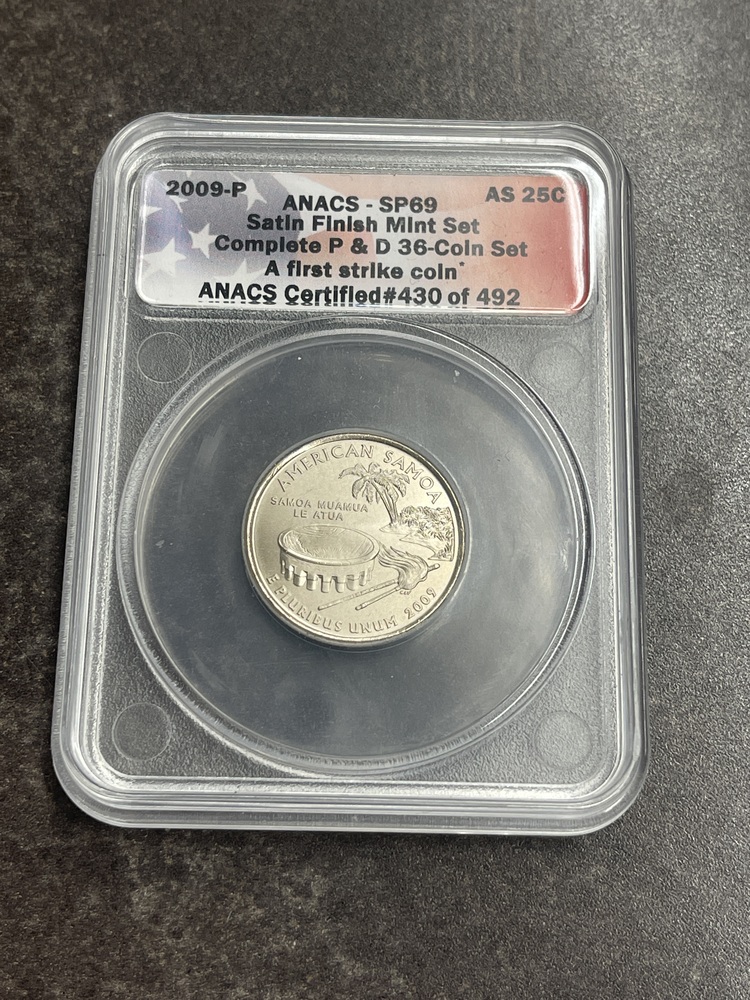 2009-P AS 25C
ANACS - SP69
Satin Finish Mint Set
Complete P & D 36-Coin Set
A first strike coin*
ANACS Certified#430 of 492
AMERICAN SAMOA
SAMOA MUAMUA
LE ATUA
E PLURIBUS UNUM 2009